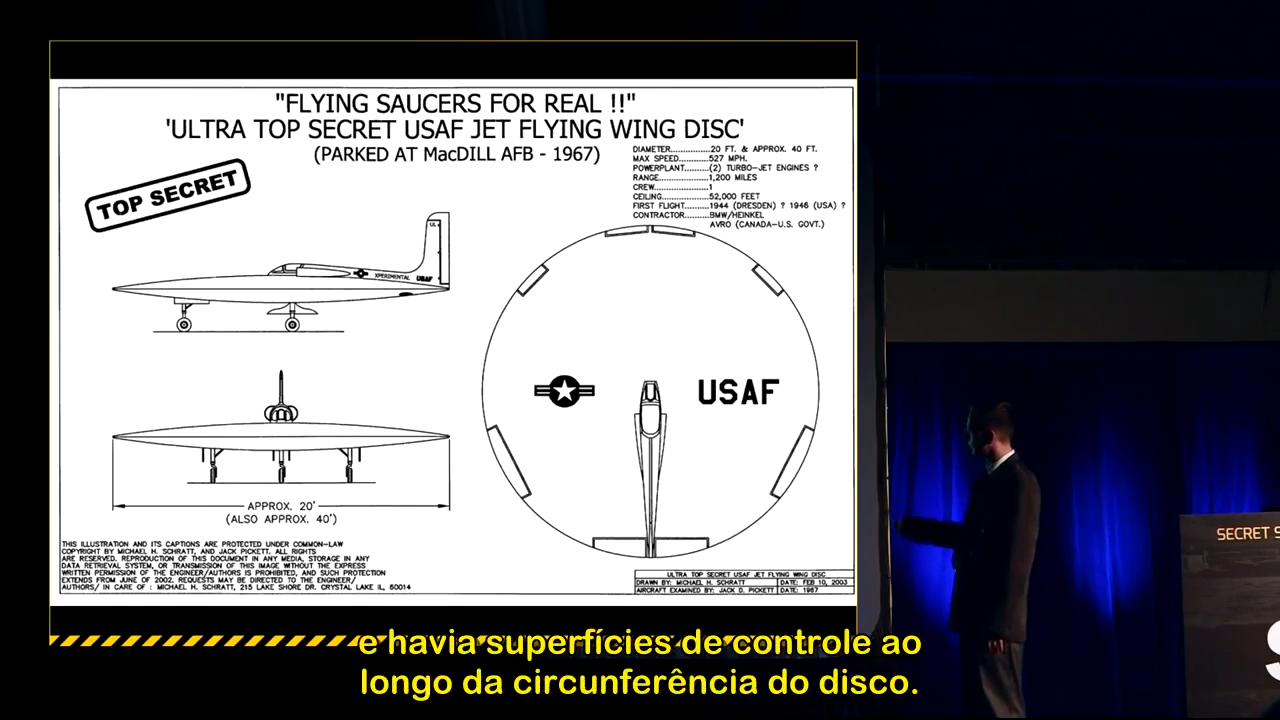 "FLYING SAUCERS FOR REAL !!"
'ULTRA TOP SECRET USAF JET FLYING WING DISC'
(PARKED AT MacDILL AFB - 1967)
TOP SECRET
DIAMETER..............20 FT. & APPROX. 40 FT.
MAX SPEED.......527 MPH.
POWERPLANT......(2) TURBO-JET ENGINES ?
RANGE..................1,200 MILES
CREW....................1
CEILING................52,000 FEET
FIRST FLIGHT........1944 (DRESDEN) ? 1946 (USA) ?
CONTRACTOR........BMW/HEINKEL
AVRO (CANADA-U.S. GOVT.)
UL
XPERIMENTAL
USAF
USAF
APPROX. 20'
(ALSO APPROX. 40')
THIS ILLUSTRATION AND ITS CAPTIONS ARE PROTECTED UNDER COMMON-LAW
COPYRIGHT BY MICHAEL H. SCHRATT, AND JACK PICKETT. ALL RIGHTS
ARE RESERVED. REPRODUCTION OF THIS DOCUMENT IN ANY MEDIA, STORAGE IN ANY
DATA RETRIEVAL SYSTEM, OR TRANSMISSION OF THIS IMAGE WITHOUT THE EXPRESS
WRITTEN PERMISSION OF THE ENGINEER/AUTHORS IS PROHIBITED, AND SUCH PROTECTION
EXTENDS FROM JUNE OF 2002. REQUESTS MAY BE DIRECTED TO THE ENGINEER/
AUTHORS/ IN CARE OF : MICHAEL H. SCHRATT, 215 LAKE SHORE DR. CRYSTAL LAKE IL, 60014
ULTRA TOP SECRET USAF JET FLYING WING DISC
DRAWN BY: MICHAEL H. SCHRATT DATE: FEB 10, 2003
AIRCRAFT EXAMINED BY: JACK D. PICKETT DATE: 1967
SECRET S
S
e havia superfícies de controle ao
longo da circunferência do disco.